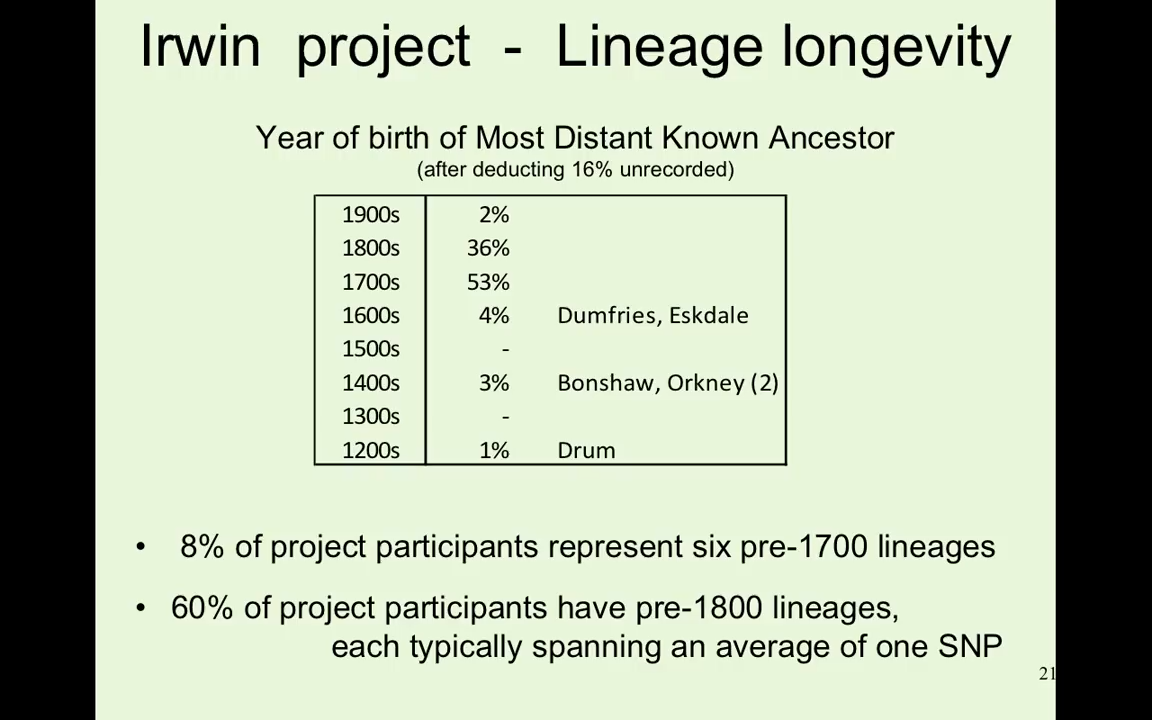 Irwin project - Lineage longevity
Year of birth of Most Distant Known Ancestor
(after deducting 16% unrecorded)
1900s 2%
1800s 36%
1700s 53%
1600s 4% Dumfries, Eskdale
1500s -
1400s 3% Bonshaw, Orkney (2)
1300s -
1200s 1% Drum
• 8% of project participants represent six pre-1700 lineages
• 60% of project participants have pre-1800 lineages,
each typically spanning an average of one SNP
21